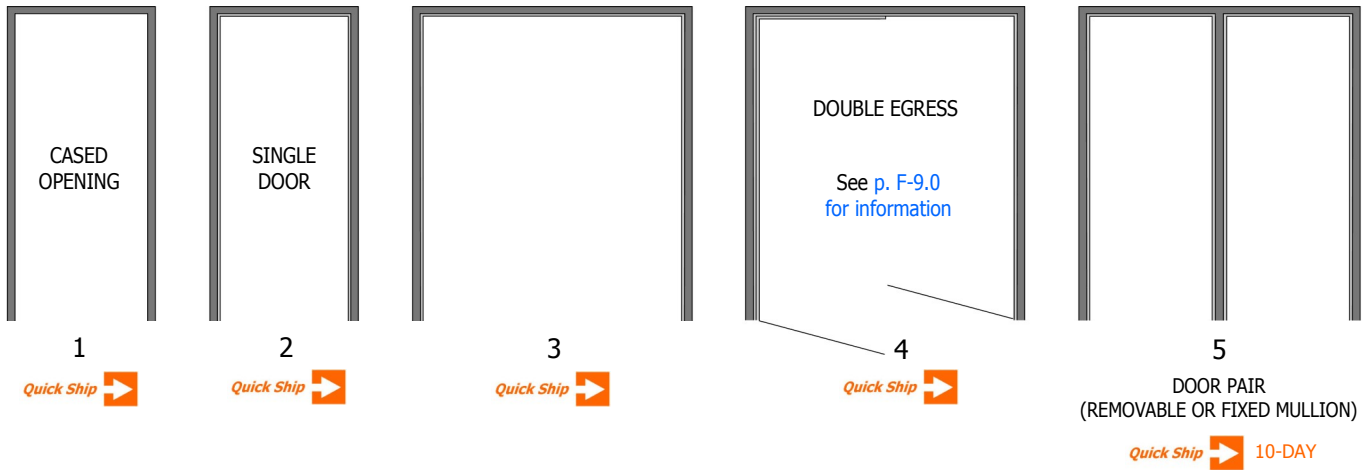 CASED
OPENING
SINGLE
DOOR
DOUBLE EGRESS
See p. F-9.0
for information
1
2
3
4
5
Quick Ship
Quick Ship
Quick Ship
Quick Ship
DOOR PAIR
(REMOVABLE OR FIXED MULLION)
Quick Ship 10-DAY